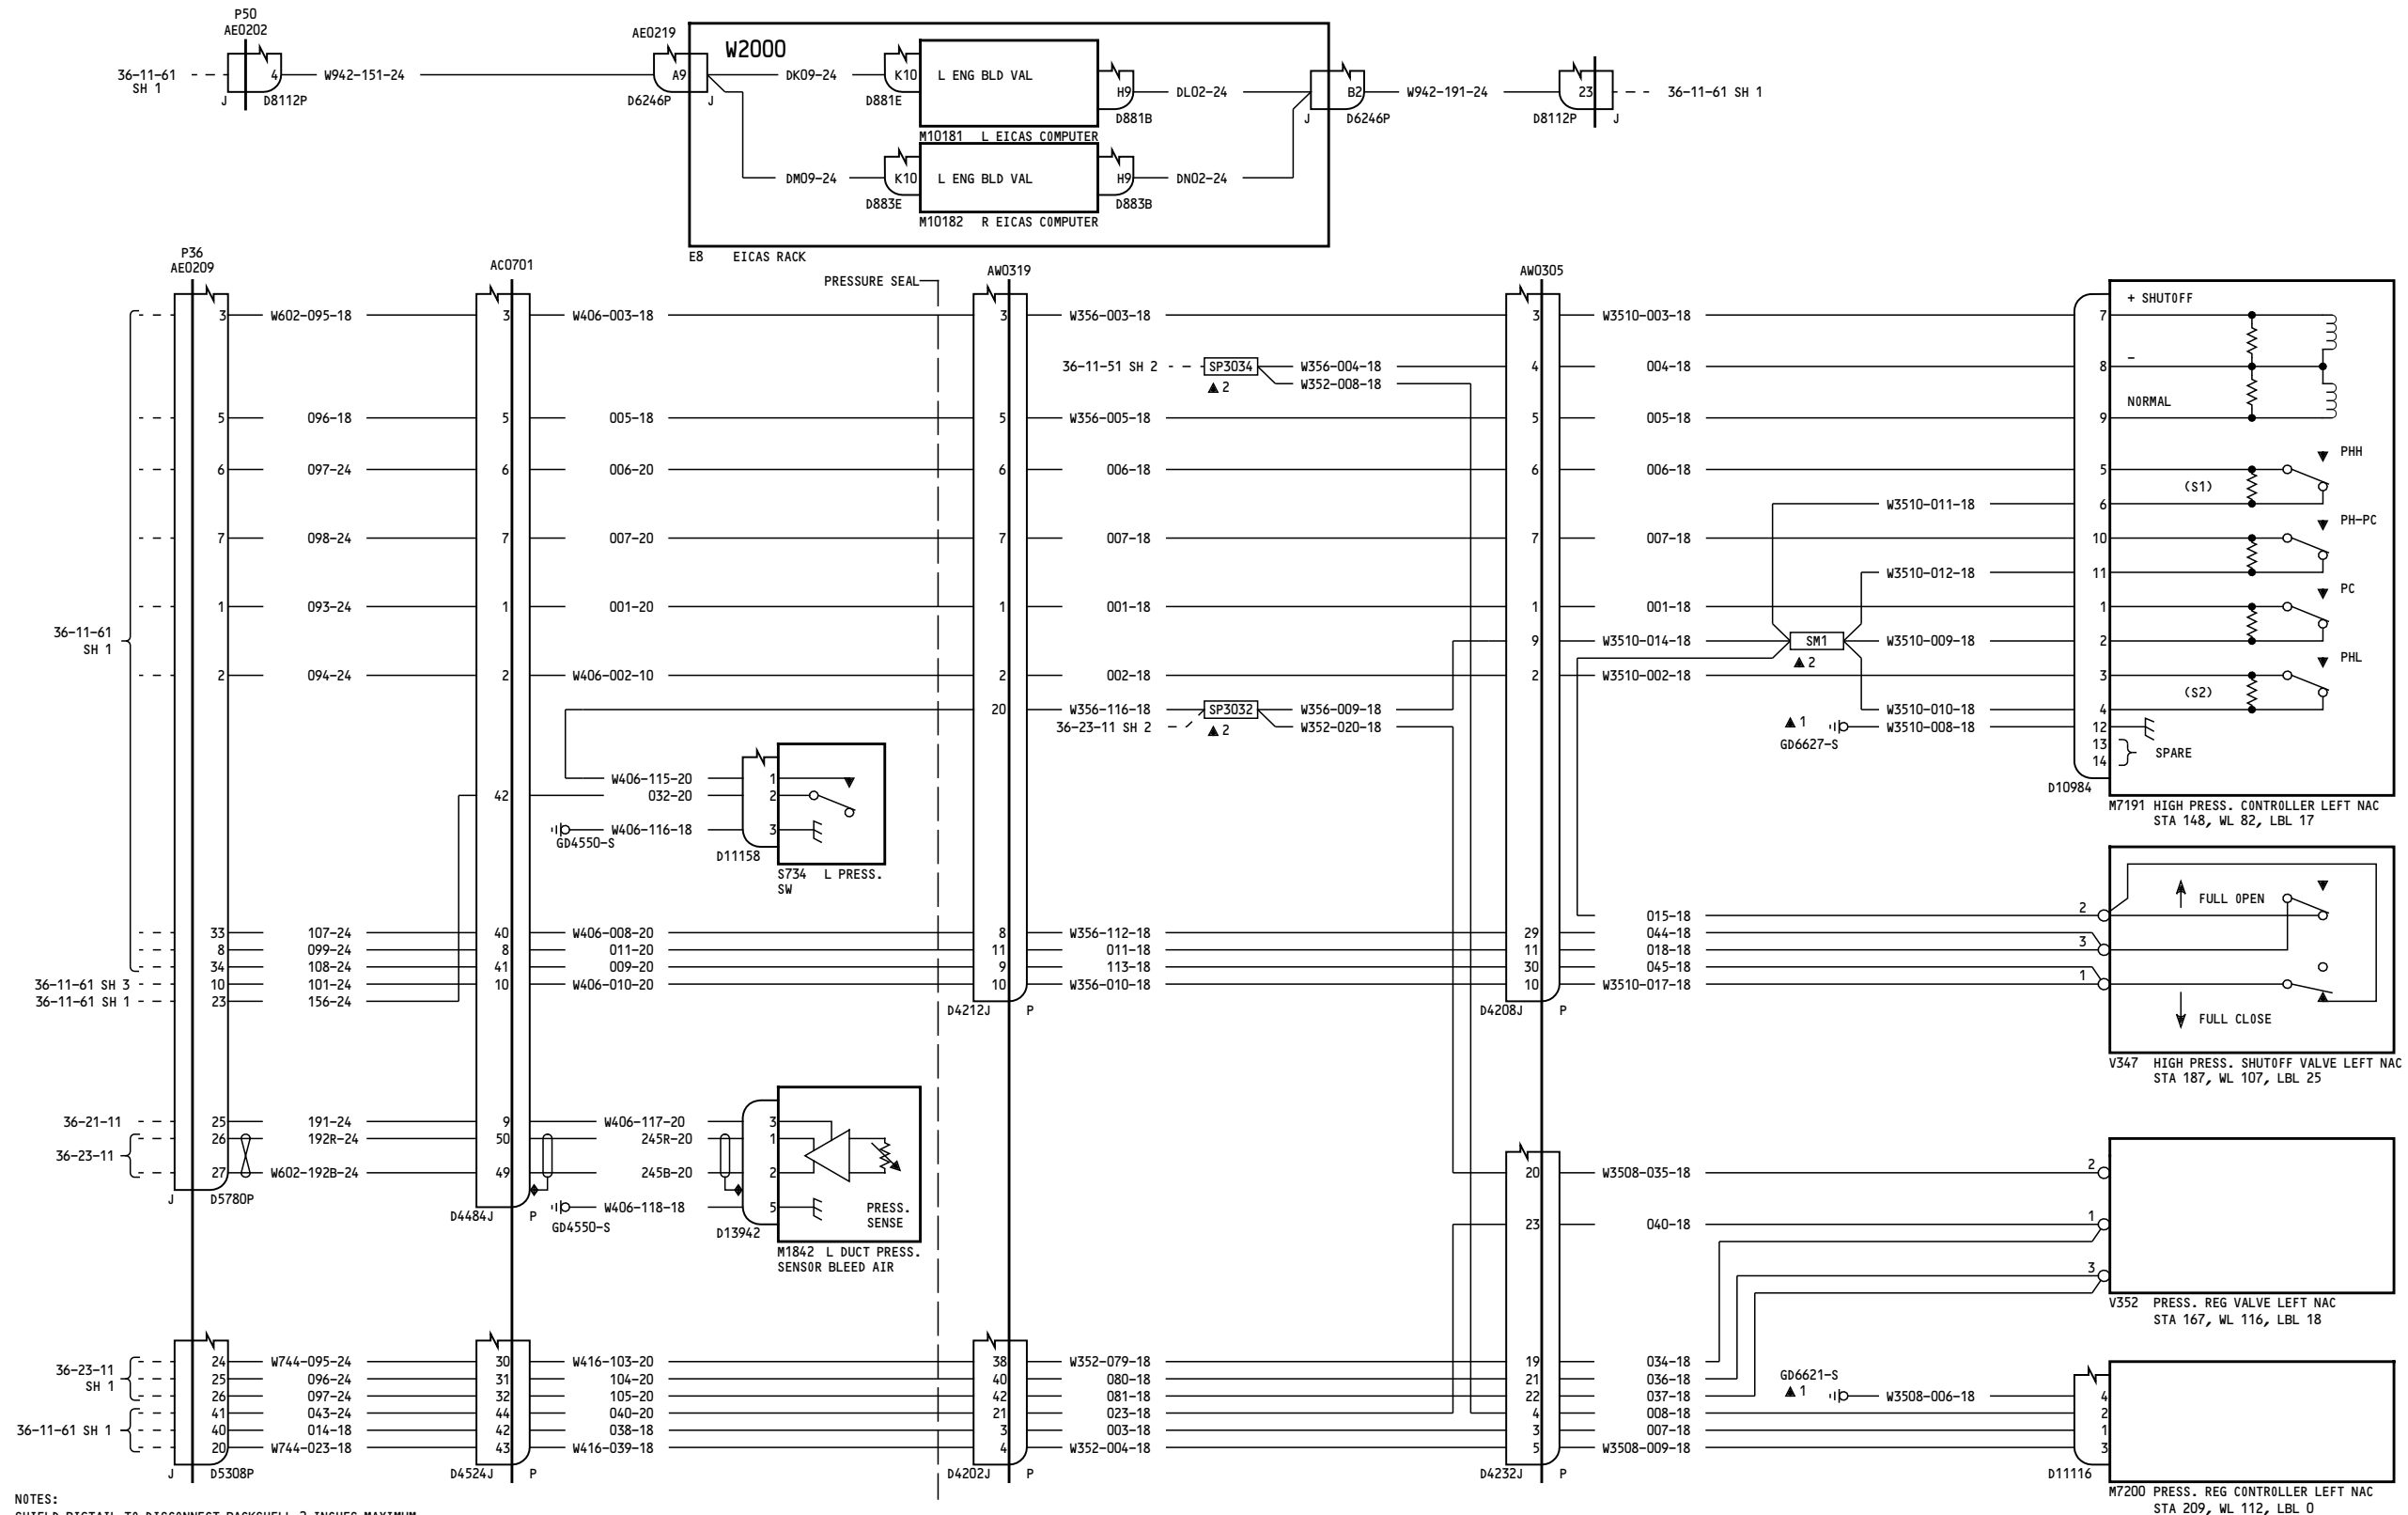 P50
AE0202
36-11-61
SH 1
4
W942-151-24
J
D8112P
AE0219
A9
D6246P
J
W2000
DK09-24
K10
D881E
L ENG BLD VAL
H9
D881B
M10181 L EICAS COMPUTER
DL02-24
DM09-24
K10
D883E
L ENG BLD VAL
H9
D883B
M10182 R EICAS COMPUTER
DN02-24
J
B2
D6246P
W942-191-24
23
D8112P
J
36-11-61 SH 1
E8 EICAS RACK
P36
AE0209
AC0701
PRESSURE SEAL
AW0319
AW0305
3 W602-095-18 3 W406-003-18 3 W356-003-18 3 W3510-003-18 7
+ SHUTOFF
36-11-51 SH 2 SP3034 W356-004-18 4 004-18 8
▲ 2 W352-008-18
−
NORMAL
5 096-18 5 005-18 5 W356-005-18 5 005-18 9
6 097-24 6 006-20 6 006-18 6 006-18 5
PHH
(S1)
W3510-011-18 6
PH-PC
7 098-24 7 007-20 7 007-18 7 007-18 10
W3510-012-18 11
PC
1 093-24 1 001-20 1 001-18 1 001-18 1
36-11-61
SH 1
9 W3510-014-18 SM1 W3510-009-18 2
▲ 2
PHL
2 094-24 2 W406-002-10 2 002-18 2 W3510-002-18 3
(S2)
20 W356-116-18 SP3032 W356-009-18
W3510-010-18 4
36-23-11 SH 2 ▲ 2 W352-020-18
▲ 1
GD6627-S
W3510-008-18 12
13
14
SPARE
D10984
M7191 HIGH PRESS. CONTROLLER LEFT NAC
STA 148, WL 82, LBL 17
W406-115-20 1
42 032-20 2
GD4550-S W406-116-18 3
D11158
S734 L PRESS.
SW
FULL OPEN
015-18 2
33 107-24 40 W406-008-20 8 W356-112-18 29 044-18
8 099-24 8 011-20 11 011-18 11 018-18 3
34 108-24 41 009-20 9 113-18 30 045-18
36-11-61 SH 3 10 101-24 10 W406-010-20 10 W356-010-18 10 W3510-017-18 1
36-11-61 SH 1 23 156-24
D4212J P
D4208J P
FULL CLOSE
V347 HIGH PRESS. SHUTOFF VALVE LEFT NAC
STA 187, WL 107, LBL 25
36-21-11 25 191-24 9 W406-117-20 3
26 192R-24 50 245R-20 1
36-23-11
27 W602-192B-24 49 245B-20 2
J D5780P
D4484J P
GD4550-S W406-118-18 5
D13942
PRESS.
SENSE
M1842 L DUCT PRESS.
SENSOR BLEED AIR
20 W3508-035-18 2
23 040-18 1
3
V352 PRESS. REG VALVE LEFT NAC
STA 167, WL 116, LBL 18
36-23-11
SH 1
24 W744-095-24 30 W416-103-20 38 W352-079-18 19 034-18
25 096-24 31 104-20 40 080-18 21 036-18
26 097-24 32 105-20 42 081-18 22 037-18
GD6621-S
▲ 1
W3508-006-18 4
36-11-61 SH 1
41 043-24 44 040-20 21 023-18 4 008-18 2
40 014-18 42 038-18 3 003-18 3 007-18 1
20 W744-023-18 43 W416-039-18 4 W352-004-18 5 W3508-009-18 3
J D5308P
D4524J P
D4202J P
D4232J P
D11116
M7200 PRESS. REG CONTROLLER LEFT NAC
STA 209, WL 112, LBL 0
NOTES:
SHIELD PIGTAIL TO DISCONNECT BACKSHELL 3 INCHES MAXIMUM